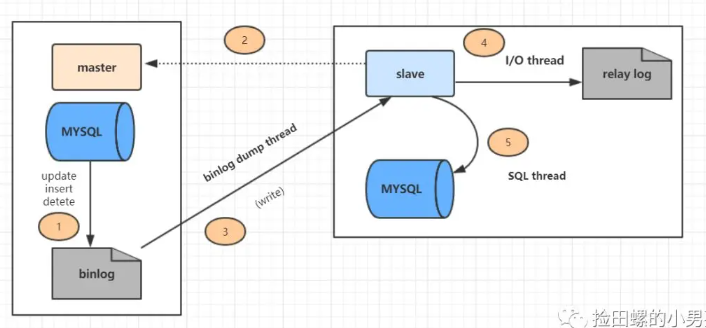 2
4
master
slave
I/O thread
relay log
MYSQL
binlog dump thread
5
update
insert
detete
MYSQL
SQL thread
(write)
1
3
binlog
捡田螺的小男